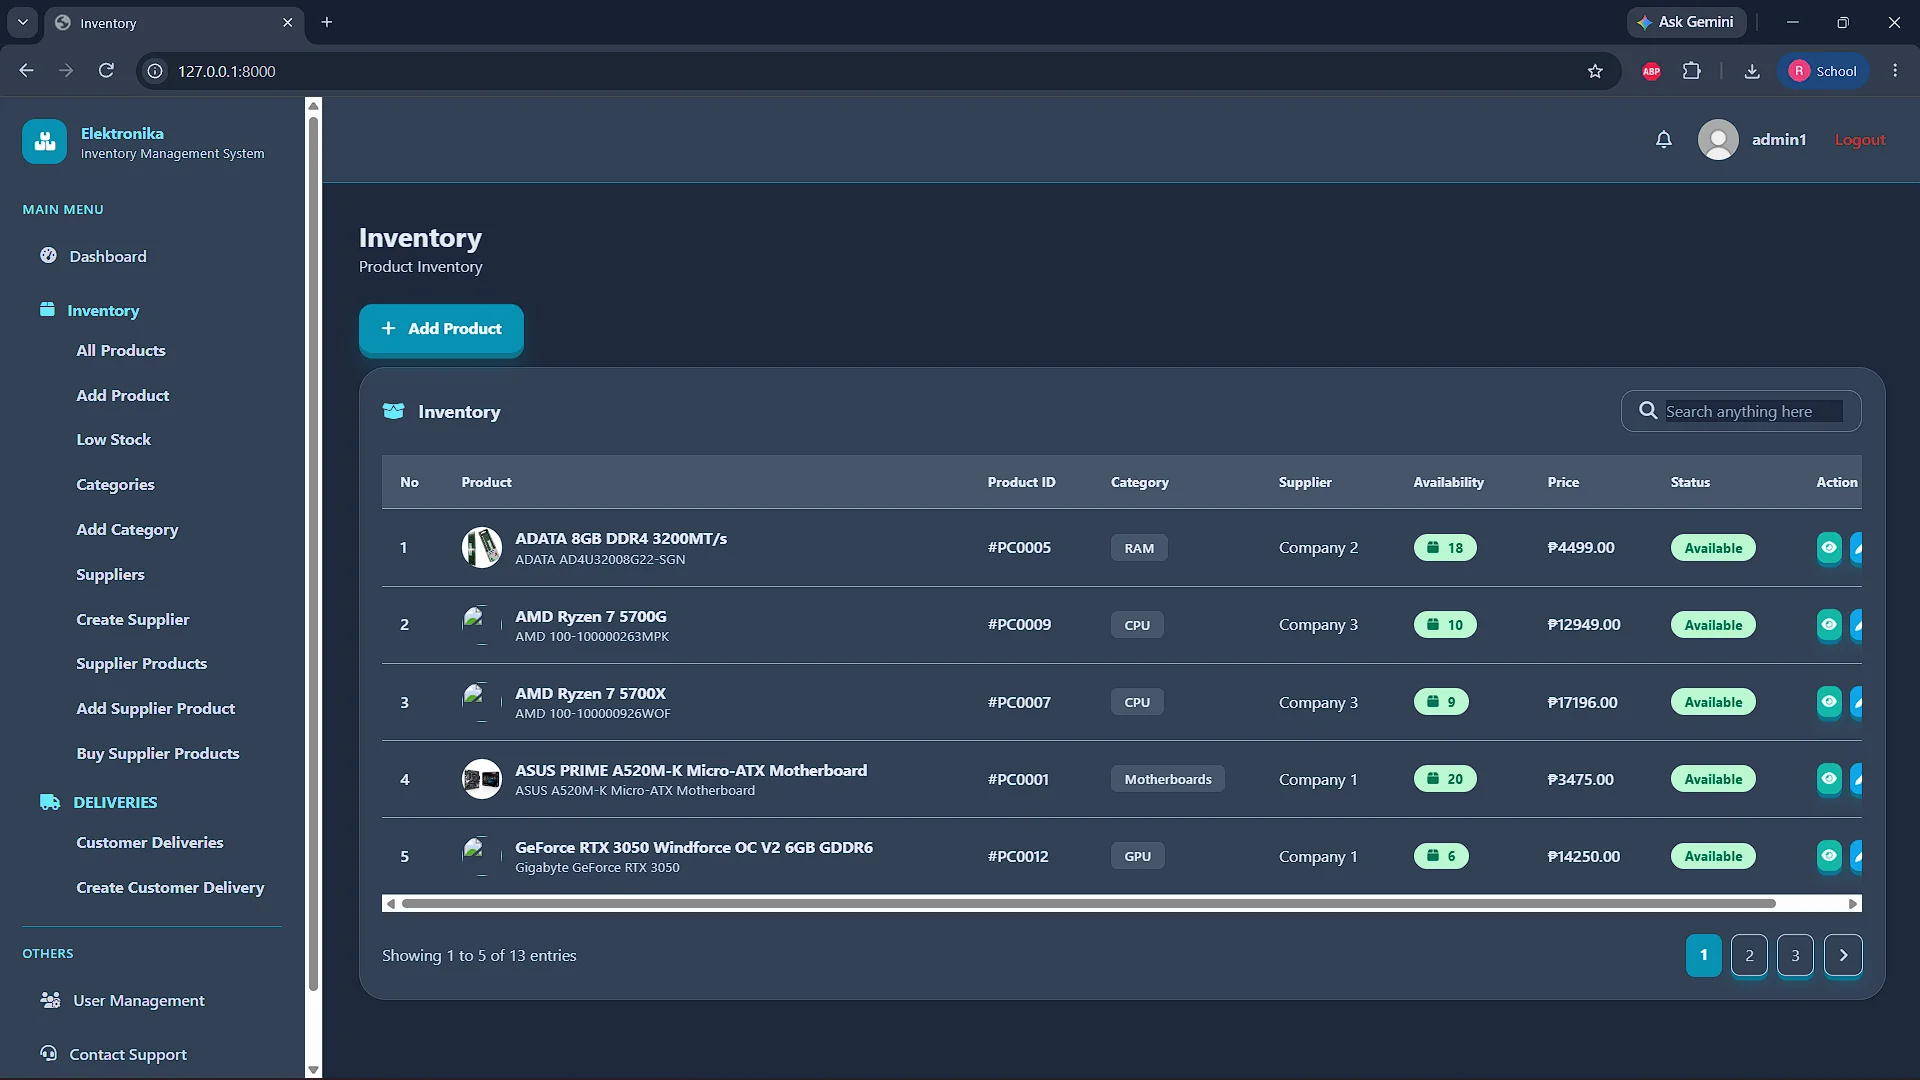 Inventory
Ask Gemini
127.0.0.1:8000
ABP
R
School
Elektronika
Inventory Management System
admin1
Logout
MAIN MENU
Dashboard
Inventory
All Products
Add Product
Low Stock
Categories
Add Category
Suppliers
Create Supplier
Supplier Products
Add Supplier Product
Buy Supplier Products
DELIVERIES
Customer Deliveries
Create Customer Delivery
OTHERS
User Management
Contact Support
Inventory
Product Inventory
+ Add Product
Inventory
Search anything here
No Product Product ID Category Supplier Availability Price Status Action
1 ADATA 8GB DDR4 3200MT/s #PC0005 RAM Company 2 18 ₱4499.00 Available
ADATA AD4U32008G22-SGN
2 AMD Ryzen 7 5700G #PC0009 CPU Company 3 10 ₱12949.00 Available
AMD 100-100000263MPK
3 AMD Ryzen 7 5700X #PC0007 CPU Company 3 9 ₱17196.00 Available
AMD 100-100000926WOF
4 ASUS PRIME A520M-K Micro-ATX Motherboard #PC0001 Motherboards Company 1 20 ₱3475.00 Available
ASUS A520M-K Micro-ATX Motherboard
5 GeForce RTX 3050 Windforce OC V2 6GB GDDR6 #PC0012 GPU Company 1 6 ₱14250.00 Available
Gigabyte GeForce RTX 3050
Showing 1 to 5 of 13 entries
1 2 3